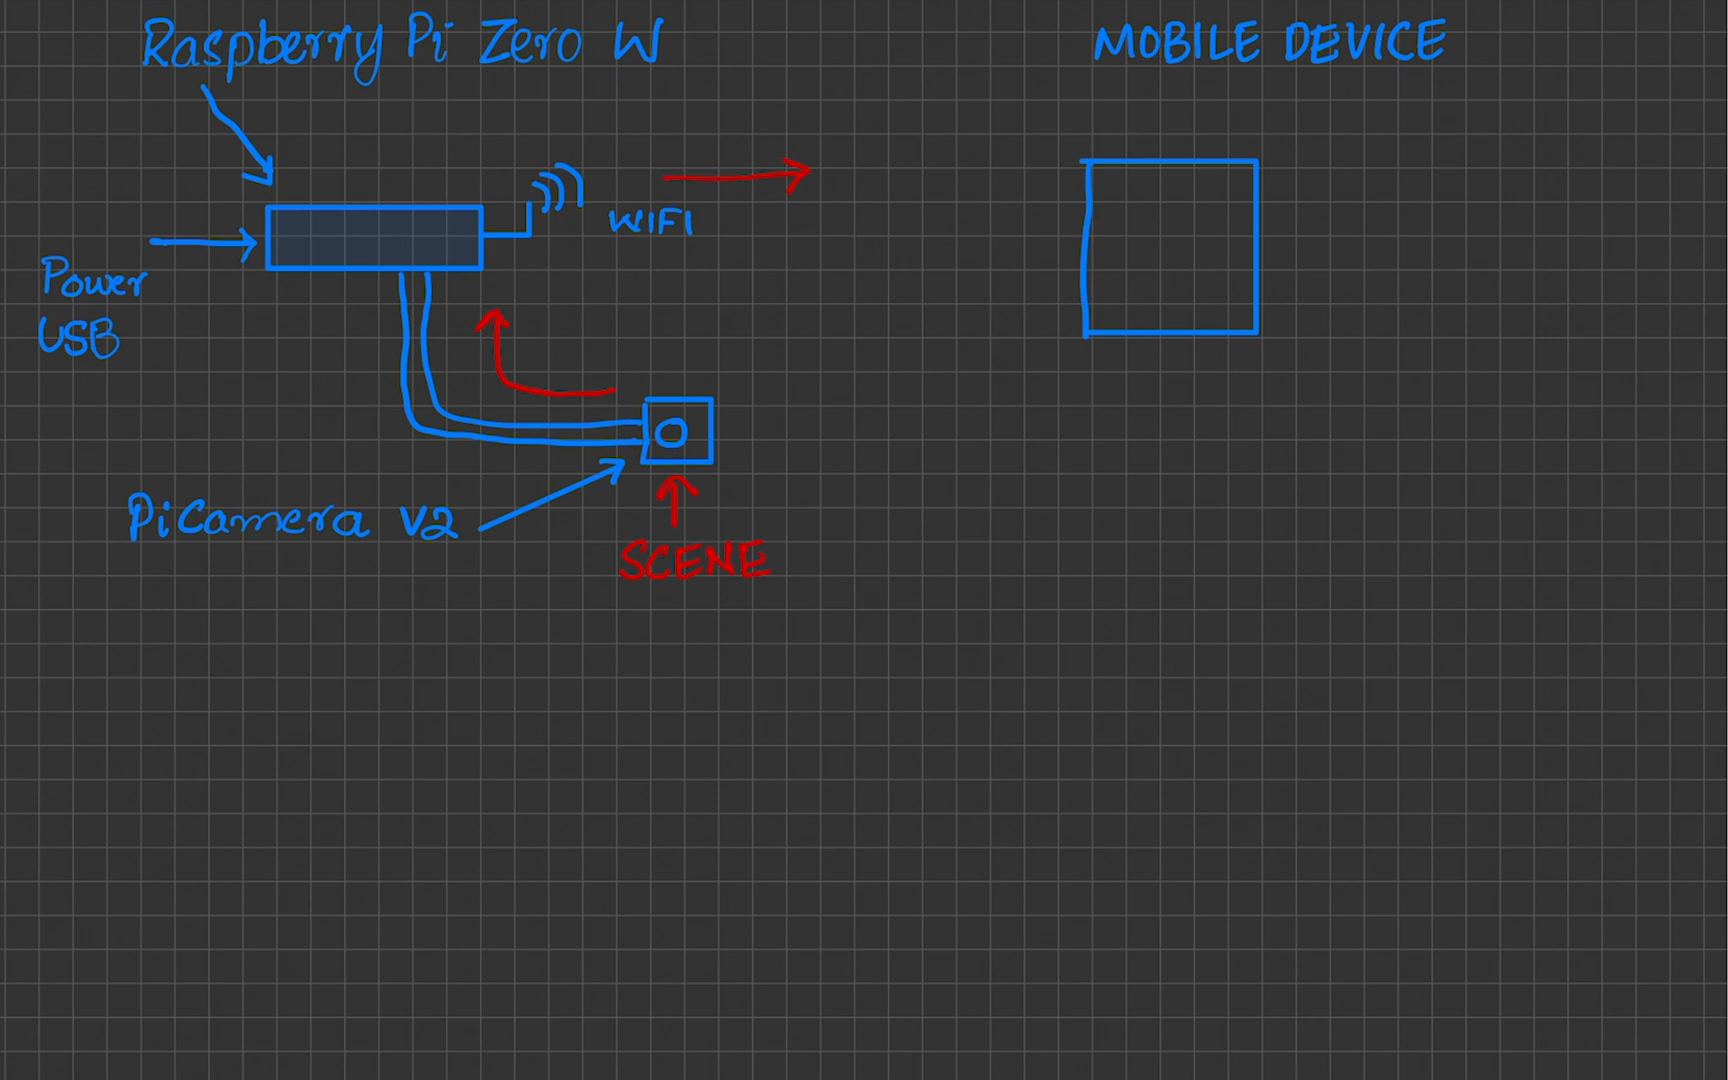 Raspberry Pi Zero W
MOBILE DEVICE
WIFI
Power
USB
PiCamera V2
SCENE